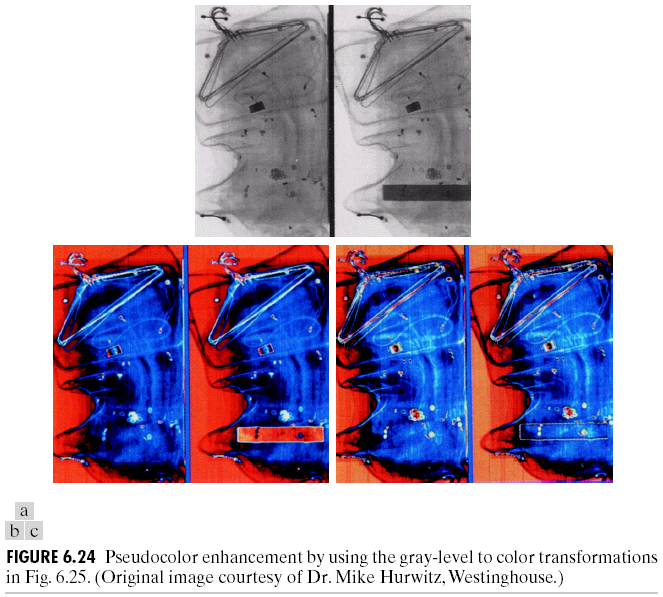 a
b c
FIGURE 6.24 Pseudocolor enhancement by using the gray-level to color transformations
in Fig. 6.25. (Original image courtesy of Dr. Mike Hurwitz, Westinghouse.)